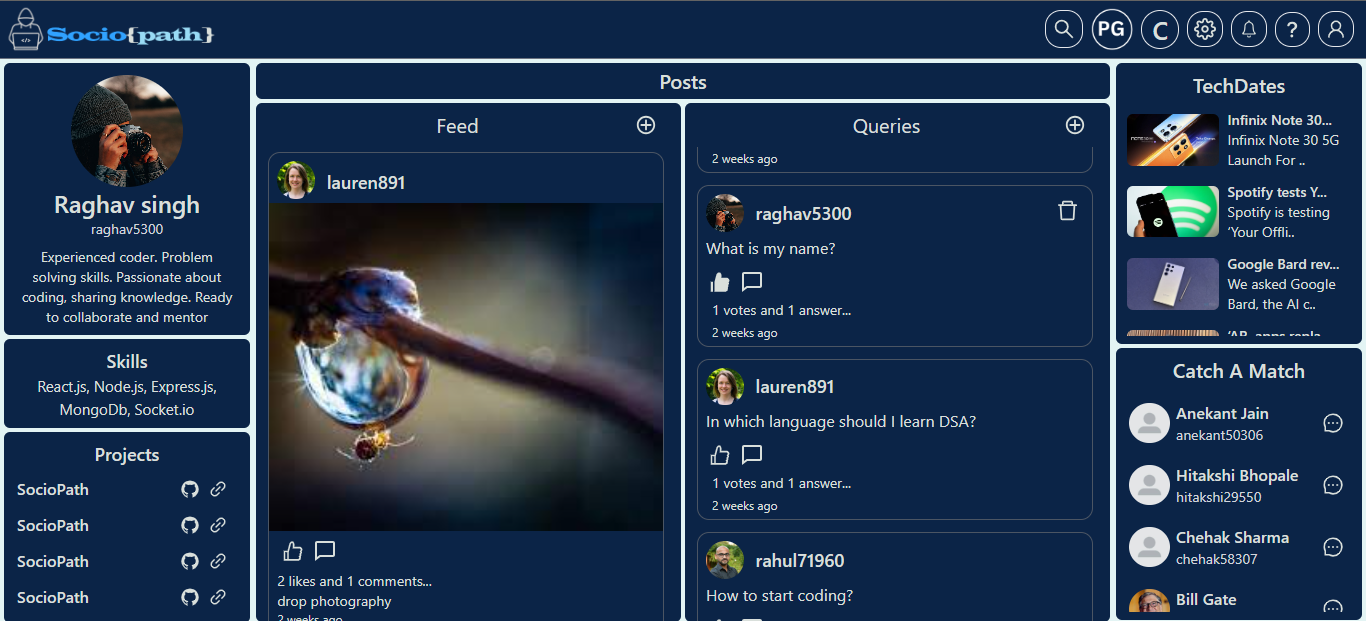 Socio{path}
PG
C
?
Raghav singh
raghav5300
Experienced coder. Problem
solving skills. Passionate about
coding, sharing knowledge. Ready
to collaborate and mentor
Skills
React.js, Node.js, Express.js,
MongoDb, Socket.io
Projects
SocioPath
SocioPath
SocioPath
SocioPath
Posts
Feed
lauren891
2 likes and 1 comments...
drop photography
2 weeks ago
Queries
2 weeks ago
raghav5300
What is my name?
1 votes and 1 answer...
2 weeks ago
lauren891
In which language should I learn DSA?
1 votes and 1 answer...
2 weeks ago
rahul71960
How to start coding?
TechDates
Infinix Note 30...
Infinix Note 30 5G
Launch For ..
Spotify tests Y...
Spotify is testing
‘Your Offli..
Google Bard rev...
We asked Google
Bard, the AI c..
Catch A Match
Anekant Jain
anekant50306
Hitakshi Bhopale
hitakshi29550
Chehak Sharma
chehak58307
Bill Gate